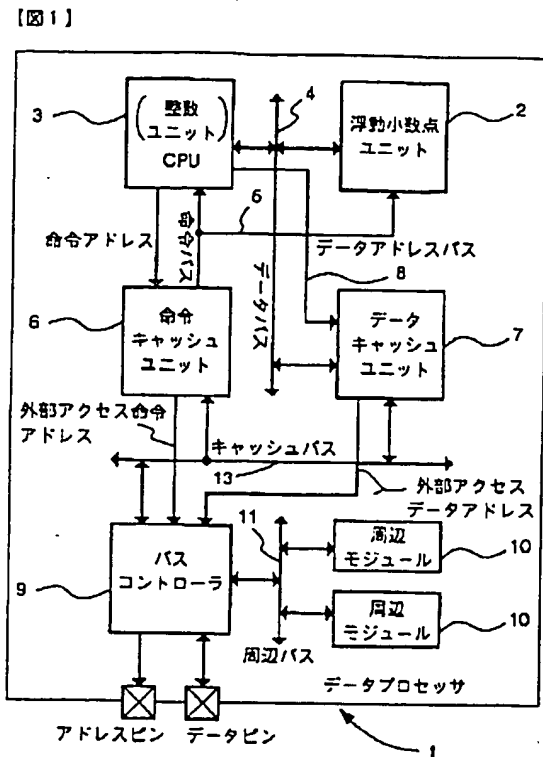 【図1】
3
整数
ユニット
CPU
4
浮動小数点
ユニット
2
命令アドレス
命令バス
6
データアドレスバス
データバス
8
6
命令
キャッシュ
ユニット
データ
キャッシュ
ユニット
7
外部アクセス命令
アドレス
キャッシュバス
13
外部アクセス
データアドレス
9
バス
コントローラ
11
周辺
モジュール
10
周辺
モジュール
10
周辺バス
データプロセッサ
アドレスピン
データピン
1